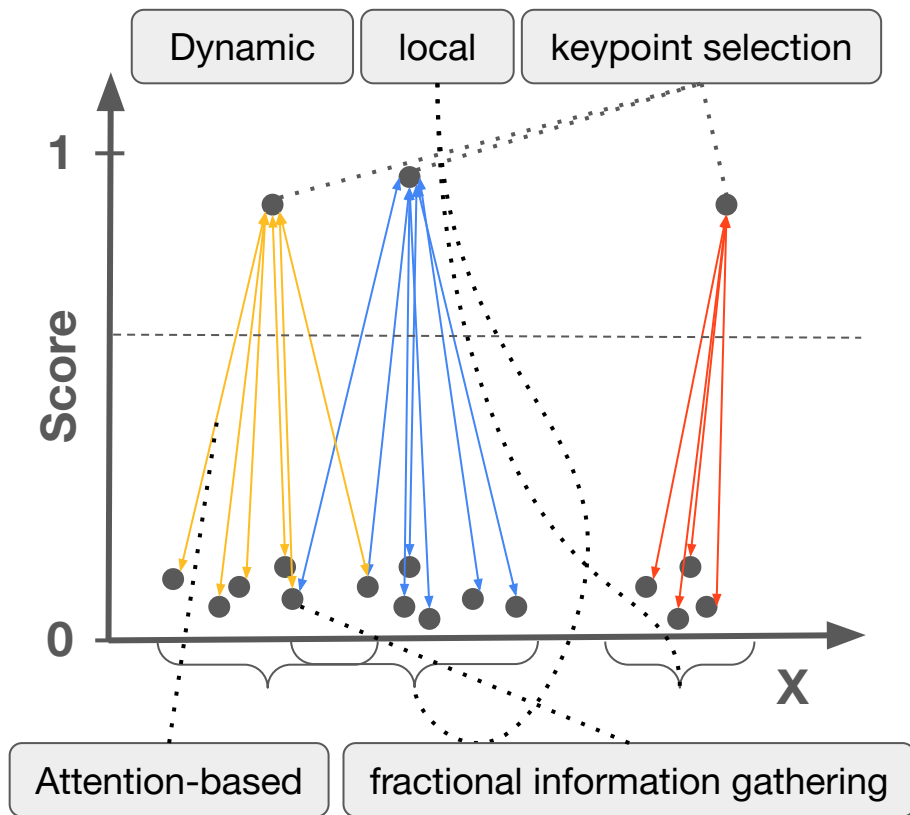 Dynamic
local
keypoint selection
1
Score
0
X
Attention-based
fractional information gathering